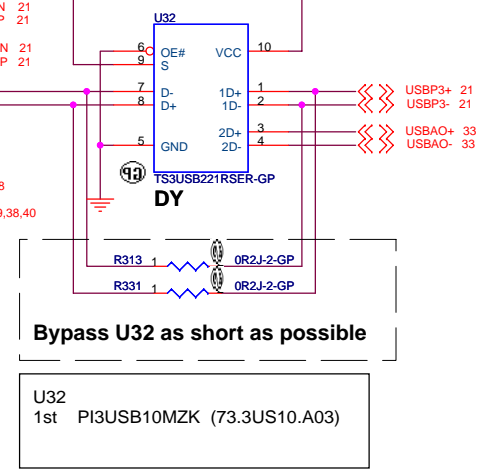 N 21
P 21
N 21
P 21
U32
6 OE# VCC 10
9 S
7 D- 1D+ 1
8 D+ 1D- 2
2D+ 3
5 GND 2D- 4
GP
TS3USB221RSER-GP
DY
USBP3+ 21
USBP3- 21
USBAO+ 33
USBAO- 33
8
9,38,40
R313 1 0R2J-2-GP
R331 1 0R2J-2-GP
Bypass U32 as short as possible
U32
1st PI3USB10MZK (73.3US10.A03)